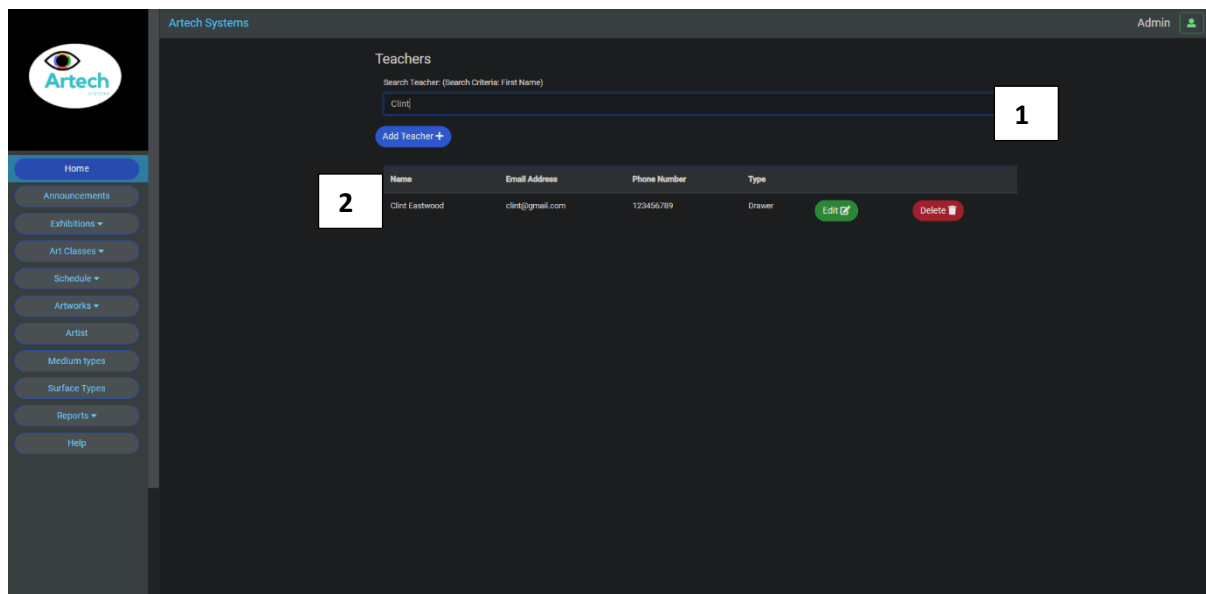 Artech Systems
Admin
Artech
SYSTEMS
Teachers
Search Teacher: (Search Criteria: First Name)
Clint
1
Add Teacher +
Home
Announcements
Exhibitions
Art Classes
Schedule
Artworks
Artist
Medium types
Surface Types
Reports
Help
2
Name Email Address Phone Number Type
Clint Eastwood clint@gmail.com 123456789 Drawer Edit Delete